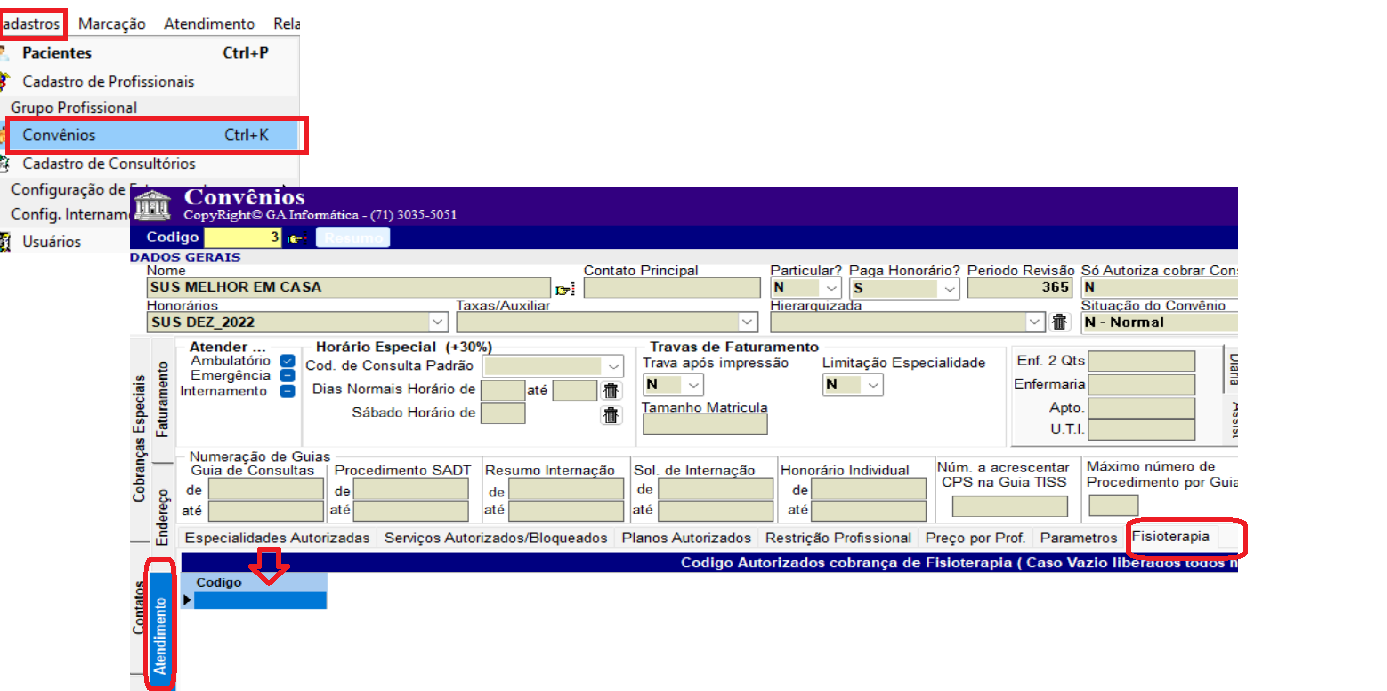 adastros Marcação Atendimento Rela
Pacientes Ctrl+P
Cadastro de Profissionais
Grupo Profissional
Convênios Ctrl+K
Cadastro de Consultórios
Configuração de
Config. Internam
Usuários
Convênios
CopyRight© GA Informática - (71) 3035-5051
Codigo 3 Resumo
DADOS GERAIS
Nome Contato Principal Particular? Paga Honorário? Periodo Revisão Só Autoriza cobrar Con
SUS MELHOR EM CASA N S 365 N
Honorários Taxas/Auxiliar Hierarquizada Situação do Convênio
SUS DEZ_2022 N - Normal
Atender ... Horário Especial (+30%) Travas de Faturamento
Ambulatório Cod. de Consulta Padrão Trava após impressão Limitação Especialidade Enf. 2 Qts
Emergência Dias Normais Horário de até N N Enfermaria
Internamento Sábado Horário de Tamanho Matricula Apto.
U.T.I.
Diaria
Assist
Cobranças Especiais
Faturamento
Numeração de Guias
Guia de Consultas Procedimento SADT Resumo Internação Sol. de Internação Honorário Individual Núm. a acrescentar Máximo número de
CPS na Guia TISS Procedimento por Guia
de de de de de
até até até até até
Endereço
Especialidades Autorizadas Serviços Autorizados/Bloqueados Planos Autorizados Restrição Profissional Preço por Prof. Parametros Fisioterapia
Codigo Autorizados cobrança de Fisioterapia ( Caso Vazio liberados todos
Codigo
Contatos
Atendimento